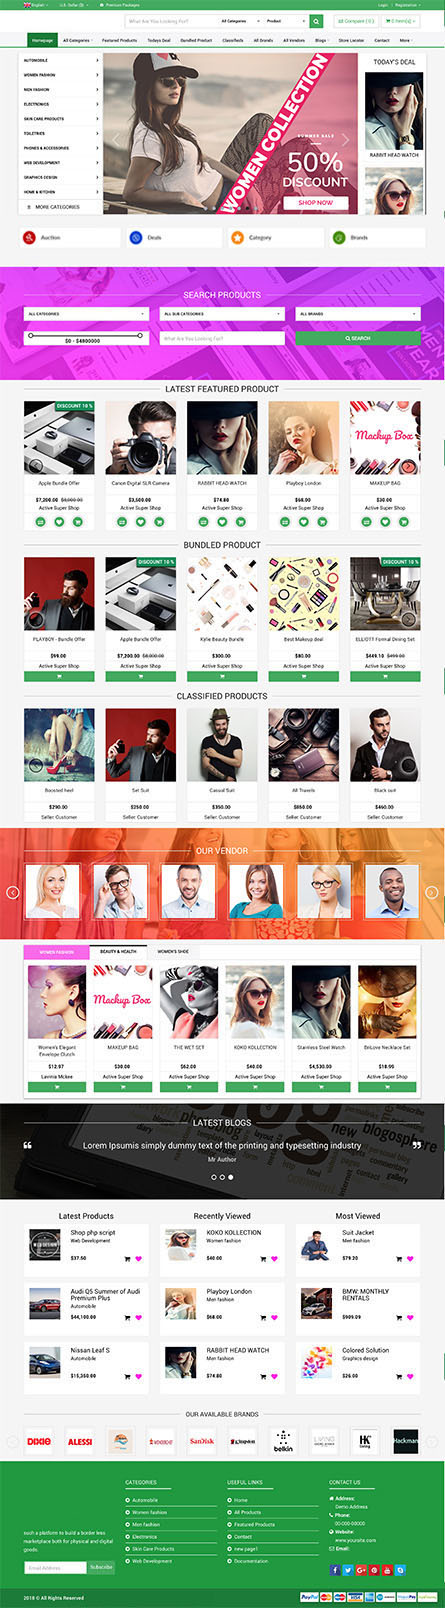 English
U.S. Dollar ($)
Premium Packages
Login
Registration
What Are You Looking For?
All Categories
Product
Compare ( 0 )
0 Item(s)
Homepage
All Categories
Featured Products
Todays Deal
Bundled Product
Classifieds
All Brands
All Vendors
Blogs
Store Locator
Contact
More
AUTOMOBILE
WOMEN FASHION
MEN FASHION
ELECTRONICS
SKIN CARE PRODUCTS
TOILETRIES
PHONES & ACCESSORIES
WEB DEVELOPMENT
GRAPHICS DESIGN
HOME & KITCHEN
MORE CATEGORIES
WOMEN COLLECTION
SUMMER SALE
50%
DISCOUNT
SHOP NOW
TODAY'S DEAL
RABBIT HEAD WATCH
Auction
Deals
Category
Brands
SEARCH PRODUCTS
ALL CATEGORIES
ALL SUB CATEGORIES
ALL BRANDS
$0 - $4800000
What Are You Looking For?
SEARCH
LATEST FEATURED PRODUCT
DISCOUNT 10 %
Mackup Box
Apple Bundle Offer
Canon Digital SLR Camera
RABBIT HEAD WATCH
Playboy London
MAKEUP BAG
$7,200.00 $8,000.00
$3,500.00
$74.80
$68.00
$30.00
Active Super Shop
Active Super Shop
Active Super Shop
Active Super Shop
Active Super Shop
BUNDLED PRODUCT
DISCOUNT 10 %
DISCOUNT 10 %
PLAYBOY - Bundle Offer
Apple Bundle Offer
Kylie Beauty Bundle
Best Makeup deal
ELLIOTT Formal Dining Set
$99.00
$7,200.00 $8,000.00
$300.00
$80.00
$449.10 $499.00
Active Super Shop
Active Super Shop
Active Super Shop
Active Super Shop
Active Super Shop
CLASSIFIED PRODUCTS
Boosted heel
Set Suit
Casual Suit
All Travels
Black suit
$290.00
$250.00
$350.00
$850.00
$460.00
Seller: Customer
Seller: Customer
Seller: Customer
Seller: Customer
Seller: Customer
OUR VENDOR
WOMEN FASHION
BEAUTY & HEALTH
WOMEN'S SHOE
Mackup Box
Women's Elegant Envelope Clutch
MAKEUP BAG
THE WET SET
KOKO KOLLECTION
Stainless Steel Watch
BriLove Necklace Set
$12.97
$30.00
$62.00
$40.00
$4,530.00
$18.99
Lavinia Mckee
Active Super Shop
Active Super Shop
Active Super Shop
Active Super Shop
Active Super Shop
LATEST BLOGS
Lorem Ipsumis simply dummy text of the printing and typesetting industry
Mr Author
Latest Products
Recently Viewed
Most Viewed
Shop php script
Web Development
$37.50
KOKO KOLLECTION
Women fashion
$40.00
Suit Jacket
Men fashion
$79.20
Audi Q5 Summer of Audi Premium Plus
Automobile
$44,100.00
Playboy London
Men fashion
$68.00
BMW: MONTHLY RENTALS
$909.09
Nissan Leaf S
Automobile
$15,350.00
RABBIT HEAD WATCH
Women fashion
$74.80
Colored Solution
Graphics design
$26.00
OUR AVAILABLE BRANDS
DIXIE
ALESSI
SanDisk
Kingston
belkin
LIVING
HK living
Hackman
such a platform to build a border less
marketplace both for physical and digital
goods.
Email Address
Subscribe
CATEGORIES
Automobile
Women fashion
Men fashion
Electronics
Skin Care Products
Web Development
USEFUL LINKS
Home
All Products
Featured Products
Contact
new page1
Documentation
CONTACT US
Address:
Demo Address
Phone:
00-000-00000
Website:
www.yoursite.com
Email:
2018 © All Rights Reserved
PayPal